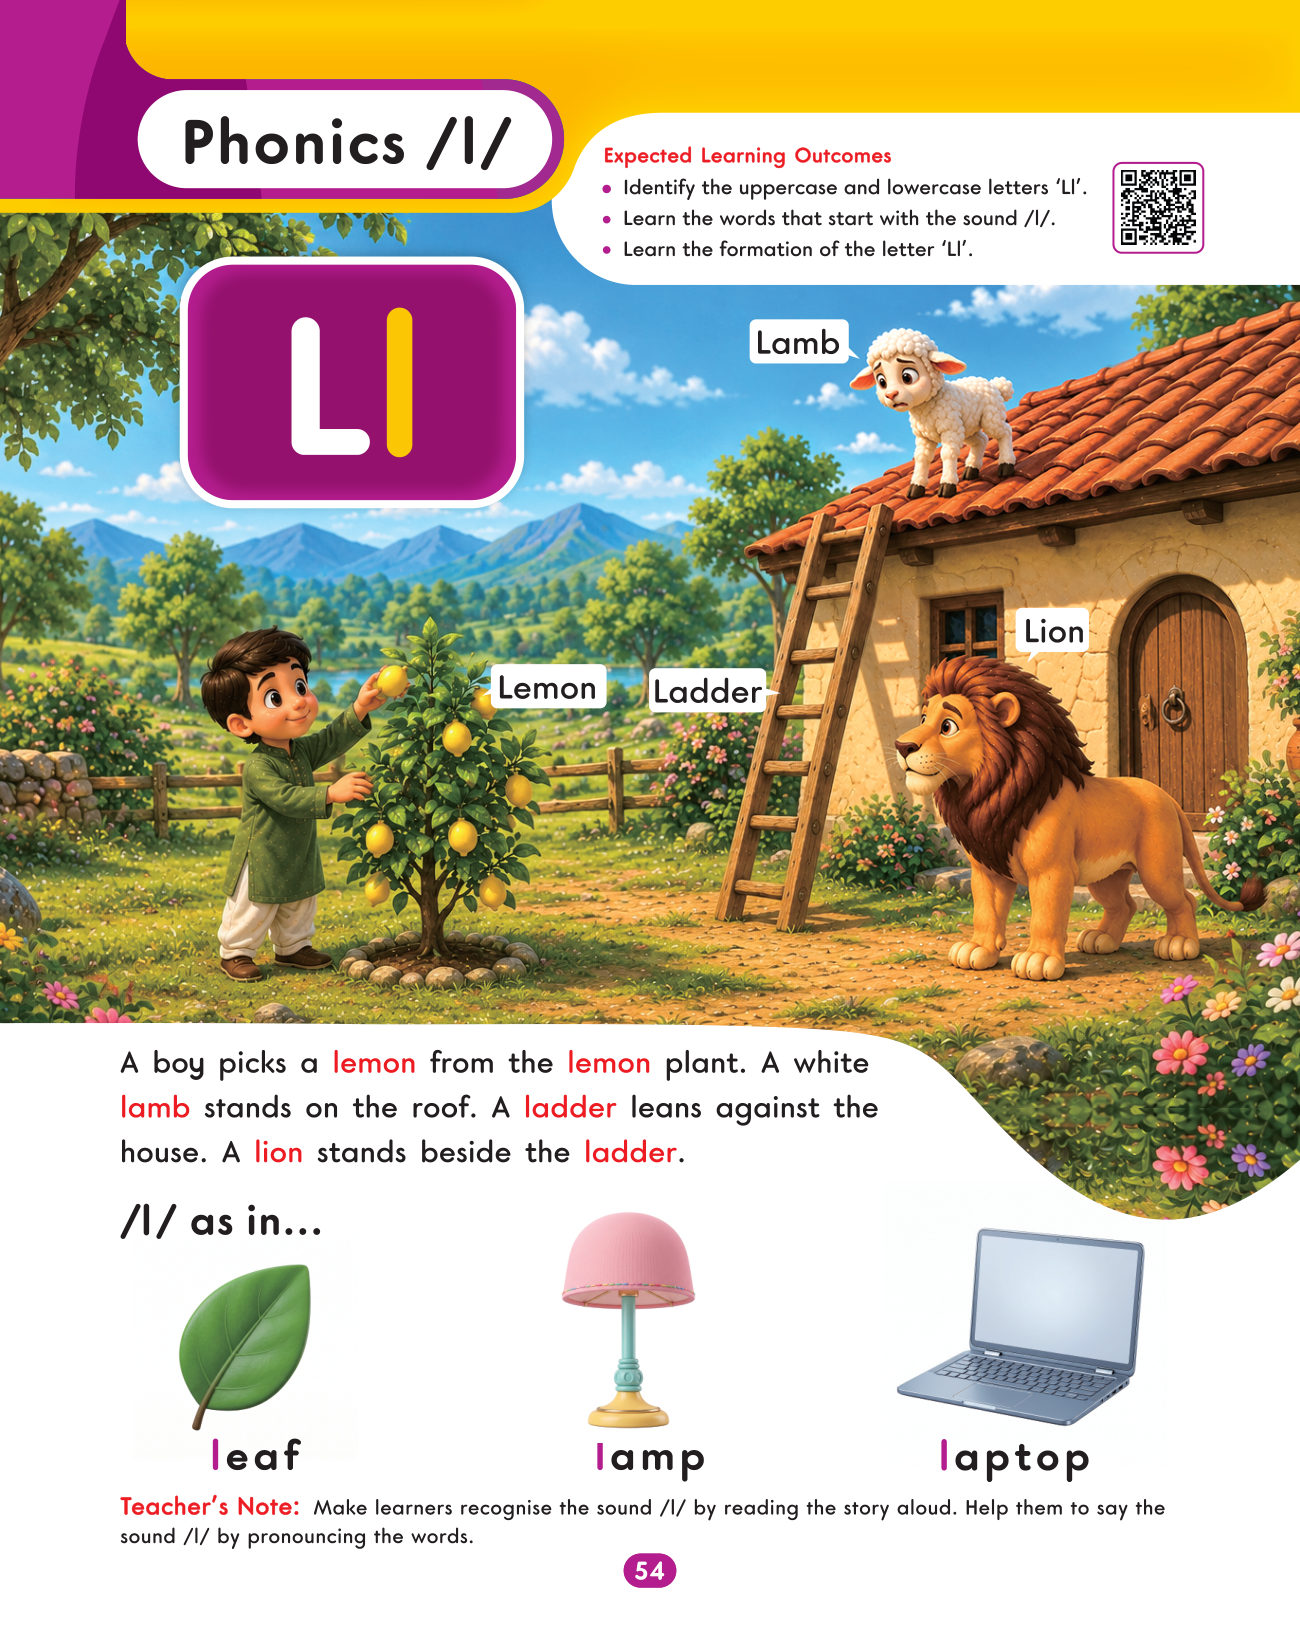 Phonics /l/
Expected Learning Outcomes
• Identify the uppercase and lowercase letters ‘Ll’.
• Learn the words that start with the sound /l/.
• Learn the formation of the letter ‘Ll’.
Ll
Lamb
Lion
Lemon
Ladder
A boy picks a lemon from the lemon plant. A white
lamb stands on the roof. A ladder leans against the
house. A lion stands beside the ladder.
/l/ as in...
leaf
lamp
laptop
Teacher’s Note: Make learners recognise the sound /l/ by reading the story aloud. Help them to say the
sound /l/ by pronouncing the words.
54